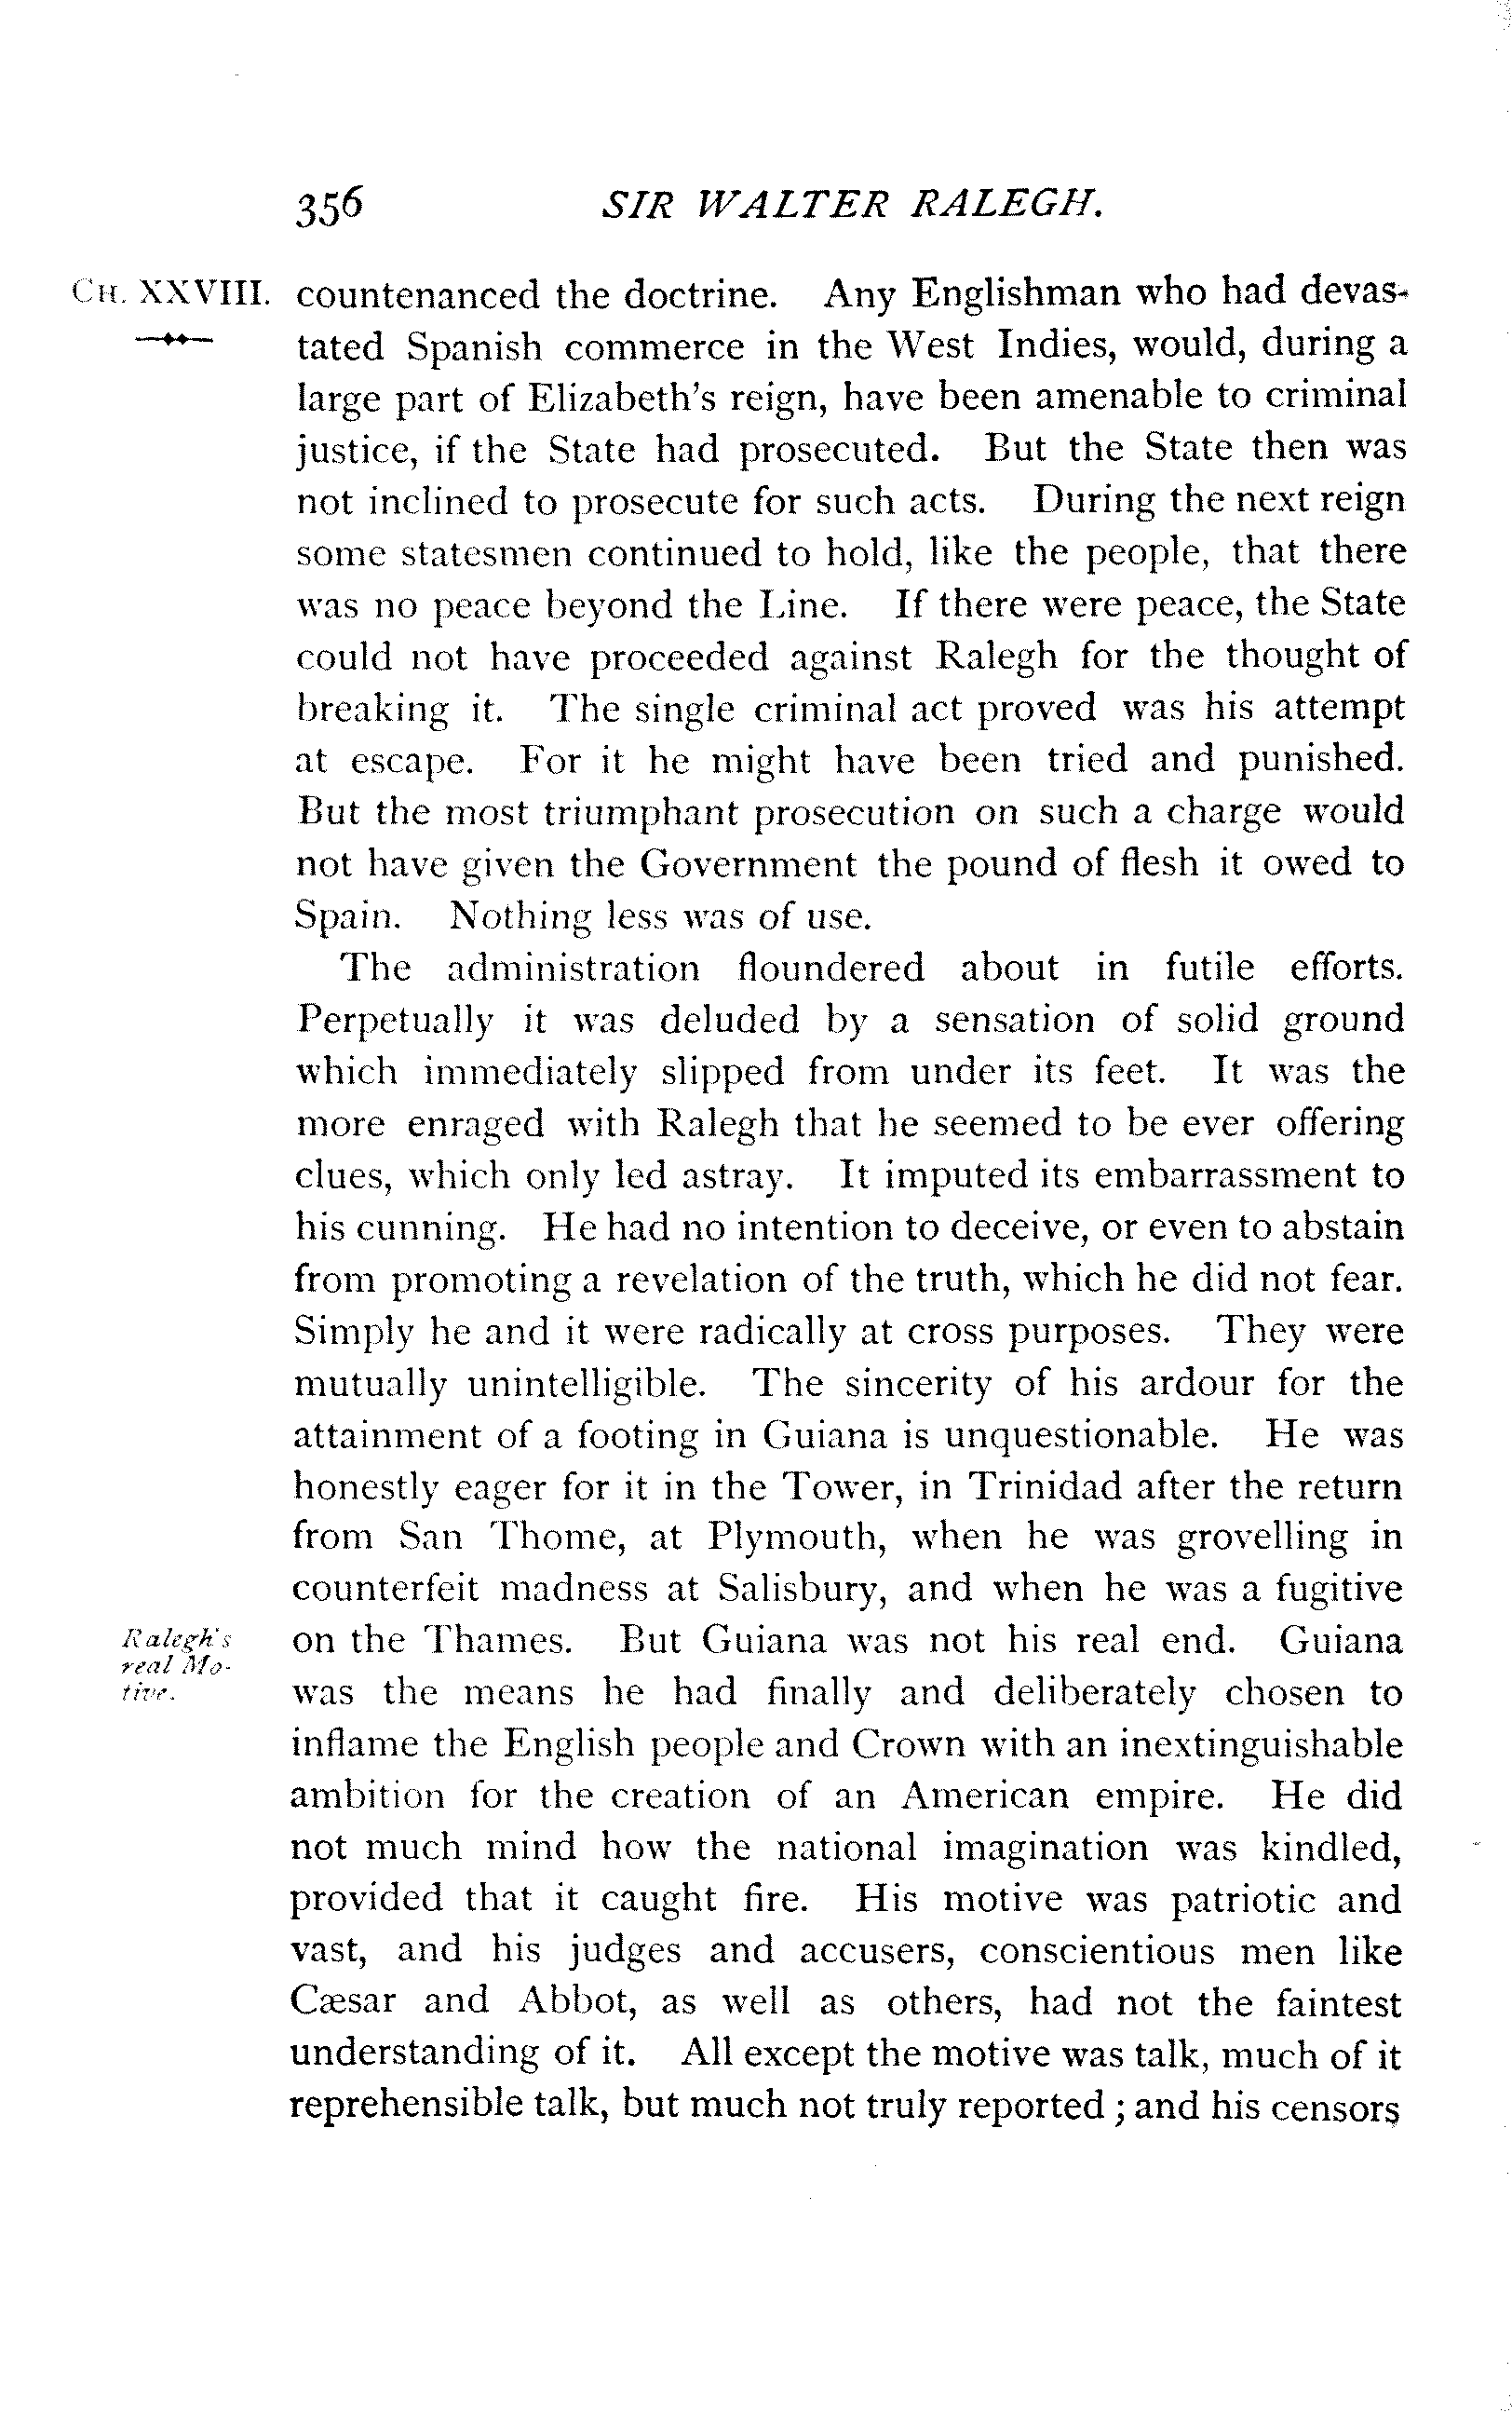 356 SIR WALTER RALEGH.
CH. XXVIII. countenanced the doctrine. Any Englishman who had devas-
tated Spanish commerce in the West Indies, would, during a
large part of Elizabeth's reign, have been amenable to criminal
justice, if the State had prosecuted. But the State then was
not inclined to prosecute for such acts. During the next reign
some statesmen continued to hold, like the people, that there
was no peace beyond the Line. If there were peace, the State
could not have proceeded against Ralegh for the thought of
breaking it. The single criminal act proved was his attempt
at escape. For it he might have been tried and punished.
But the most triumphant prosecution on such a charge would
not have given the Government the pound of flesh it owed to
Spain. Nothing less was of use.
The administration floundered about in futile efforts.
Perpetually it was deluded by a sensation of solid ground
which immediately slipped from under its feet. It was the
more enraged with Ralegh that he seemed to be ever offering
clues, which only led astray. It imputed its embarrassment to
his cunning. He had no intention to deceive, or even to abstain
from promoting a revelation of the truth, which he did not fear.
Simply he and it were radically at cross purposes. They were
mutually unintelligible. The sincerity of his ardour for the
attainment of a footing in Guiana is unquestionable. He was
honestly eager for it in the Tower, in Trinidad after the return
from San Thome, at Plymouth, when he was grovelling in
counterfeit madness at Salisbury, and when he was a fugitive
on the Thames. But Guiana was not his real end. Guiana
was the means he had finally and deliberately chosen to
inflame the English people and Crown with an inextinguishable
ambition for the creation of an American empire. He did
not much mind how the national imagination was kindled,
provided that it caught fire. His motive was patriotic and
vast, and his judges and accusers, conscientious men like
Cæsar and Abbot, as well as others, had not the faintest
understanding of it. All except the motive was talk, much of it
reprehensible talk, but much not truly reported ; and his censors
Ralegh's
real Mo-
tive.